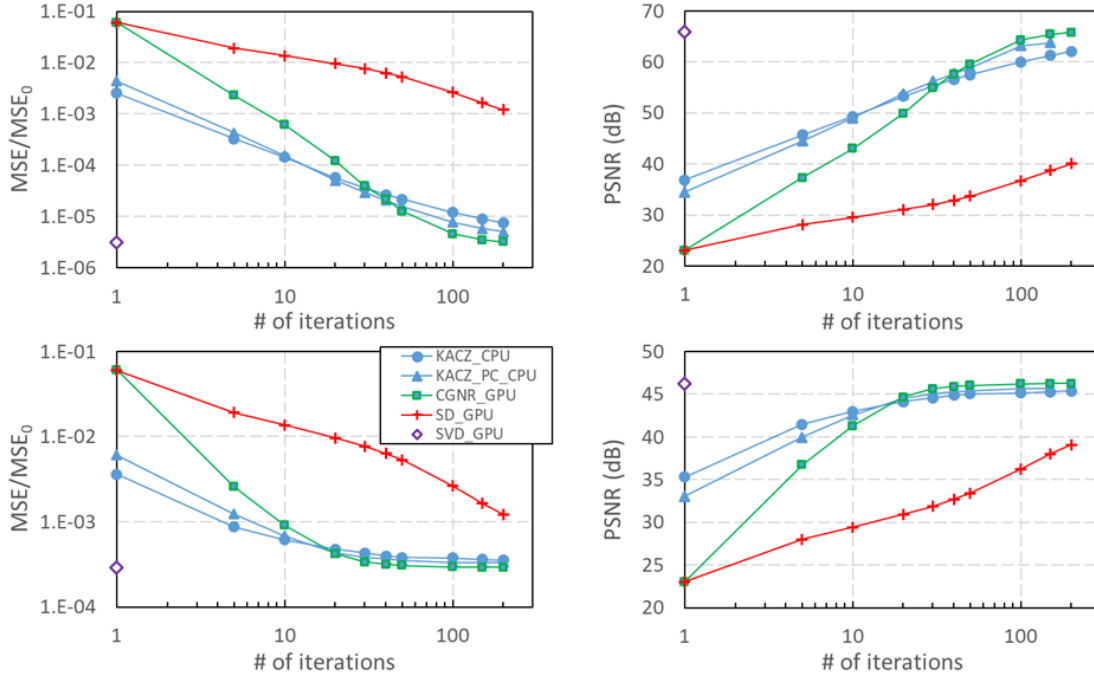 1.E-01
1.E-02
1.E-03
1.E-04
1.E-05
1.E-06
MSE/MSE0
1 10 100
# of iterations
70
60
50
40
30
20
PSNR (dB)
1 10 100
# of iterations
1.E-01
1.E-02
1.E-03
1.E-04
MSE/MSE0
KACZ_CPU
KACZ_PC_CPU
CGNR_GPU
SD_GPU
SVD_GPU
1 10 100
# of iterations
50
45
40
35
30
25
20
PSNR (dB)
1 10 100
# of iterations